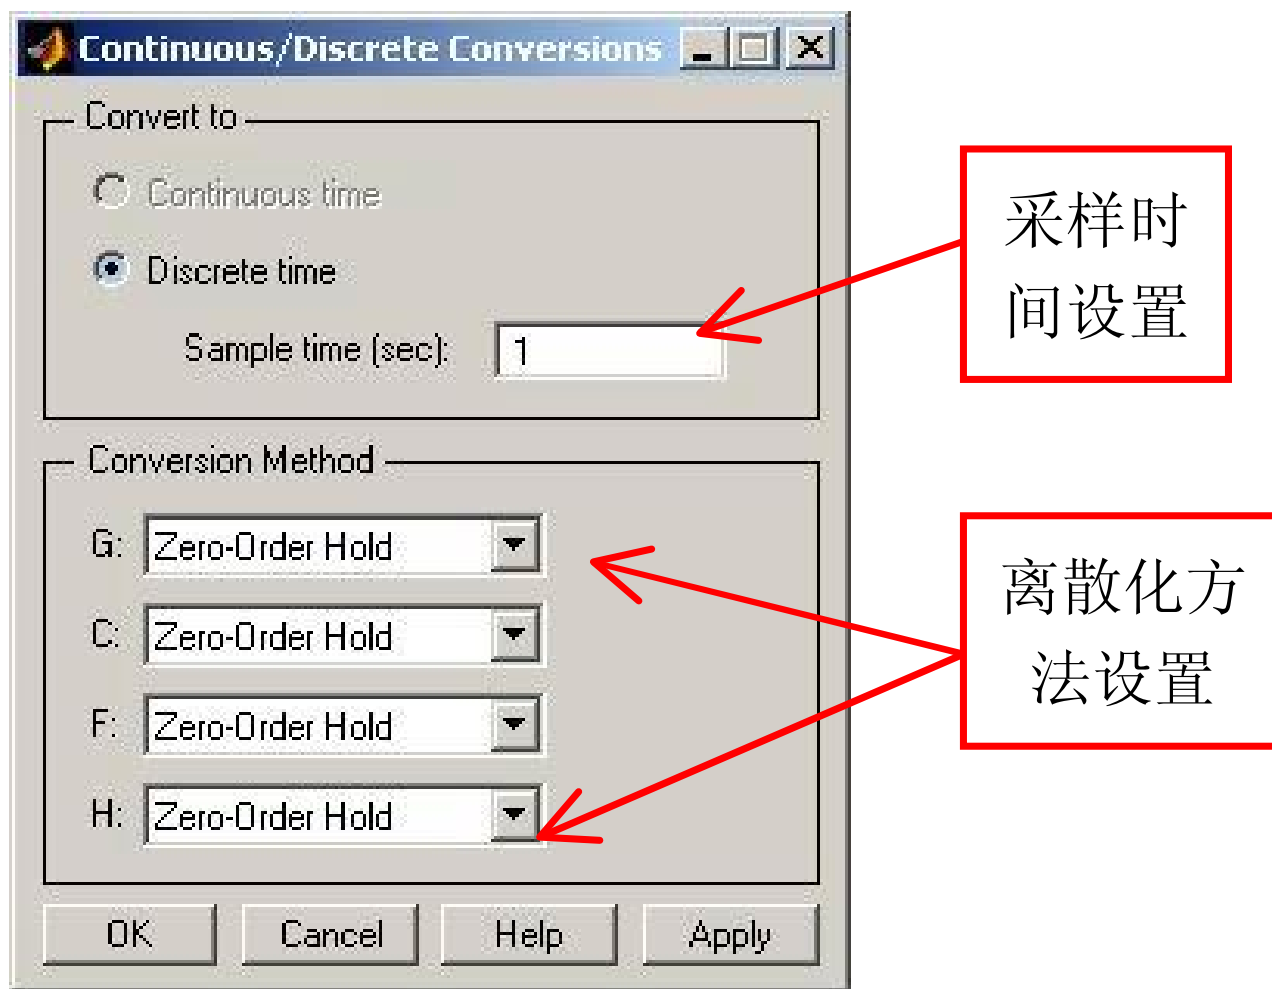 Continuous/Discrete Conversions
Convert to
Continuous time
Discrete time
Sample time (sec): 1
采样时
间设置
Conversion Method
G: Zero-Order Hold
C: Zero-Order Hold
F: Zero-Order Hold
H: Zero-Order Hold
离散化方
法设置
OK Cancel Help Apply